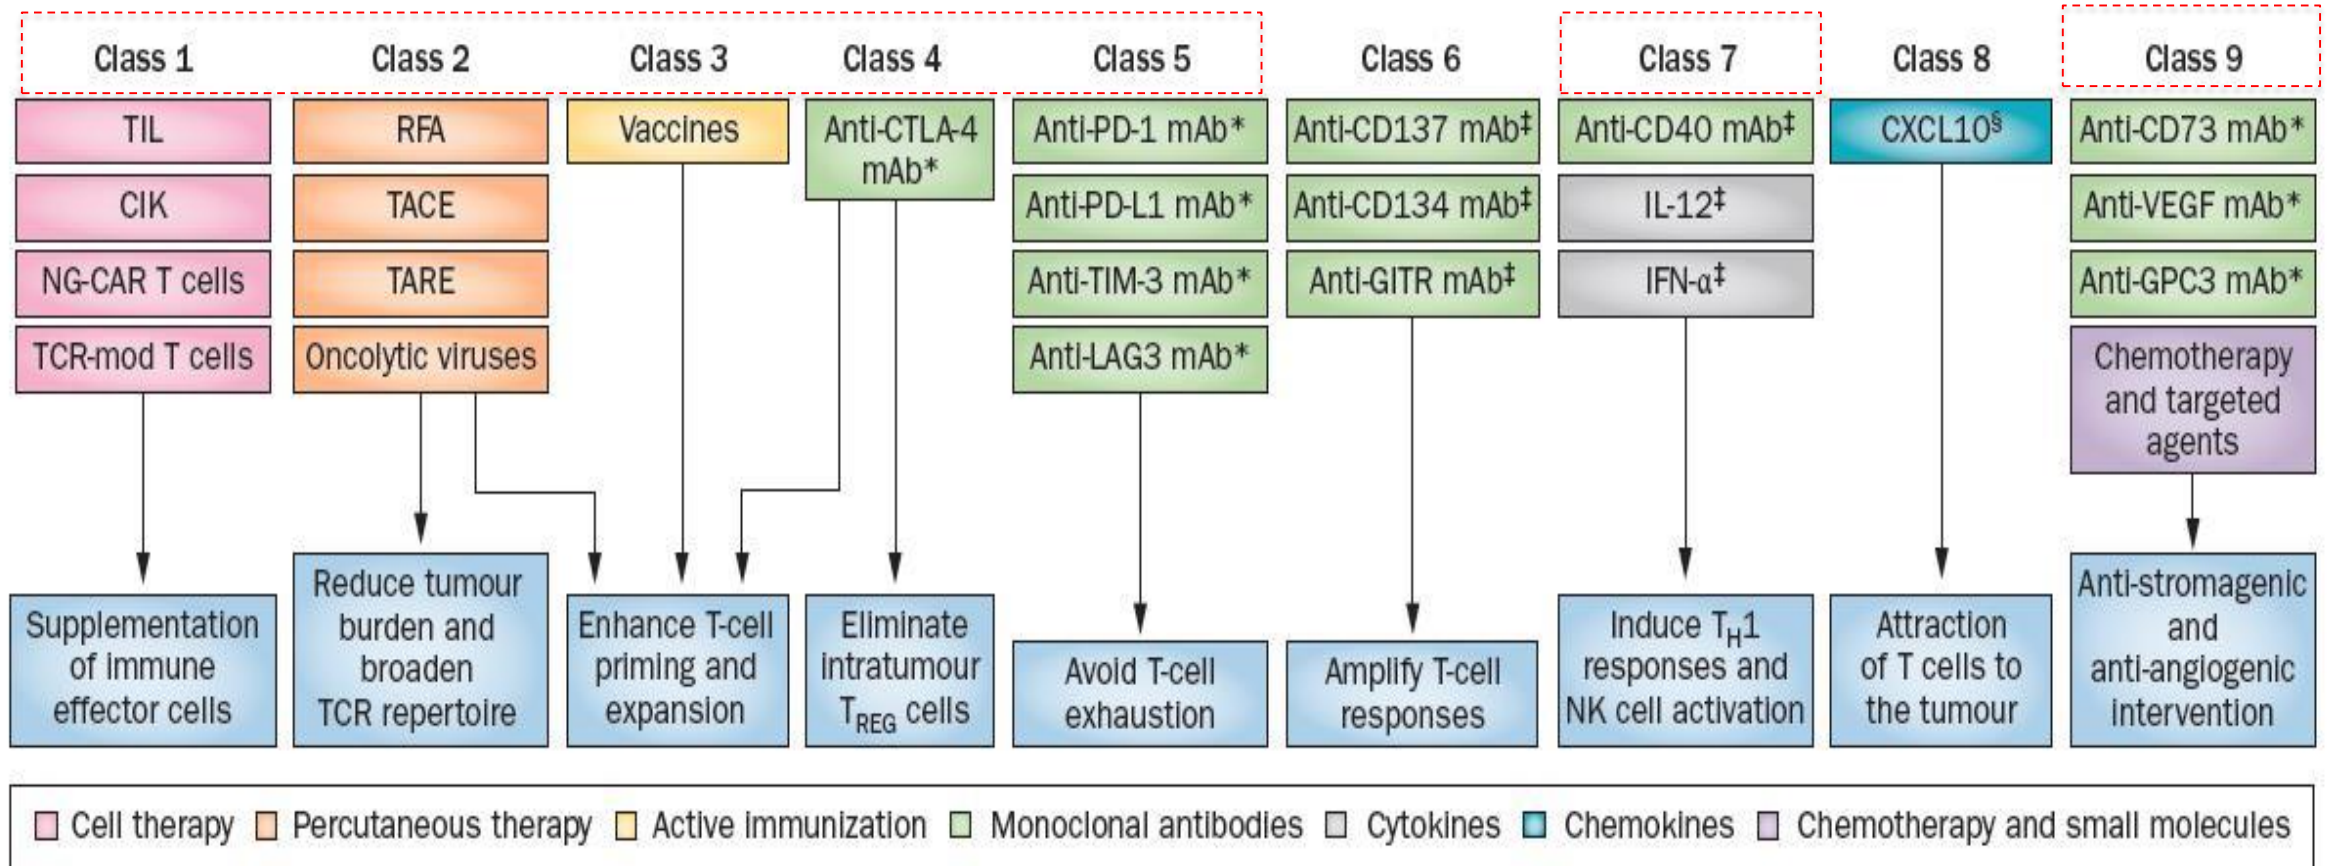 Class 1
Class 2
Class 3
Class 4
Class 5
Class 6
Class 7
Class 8
Class 9
TIL
CIK
NG-CAR T cells
TCR-mod T cells
RFA
TACE
TARE
Oncolytic viruses
Vaccines
Anti-CTLA-4
mAb*
Anti-PD-1 mAb*
Anti-PD-L1 mAb*
Anti-TIM-3 mAb*
Anti-LAG3 mAb*
Anti-CD137 mAb‡
Anti-CD134 mAb‡
Anti-GITR mAb‡
Anti-CD40 mAb‡
IL-12‡
IFN-α‡
CXCL10§
Anti-CD73 mAb*
Anti-VEGF mAb*
Anti-GPC3 mAb*
Chemotherapy
and targeted
agents
Supplementation
of immune
effector cells
Reduce tumour
burden and
broaden
TCR repertoire
Enhance T-cell
priming and
expansion
Eliminate
intratumour
TREG cells
Avoid T-cell
exhaustion
Amplify T-cell
responses
Induce TH1
responses and
NK cell activation
Attraction
of T cells to
the tumour
Anti-stromagenic
and
anti-angiogenic
intervention
Cell therapy
Percutaneous therapy
Active immunization
Monoclonal antibodies
Cytokines
Chemokines
Chemotherapy and small molecules